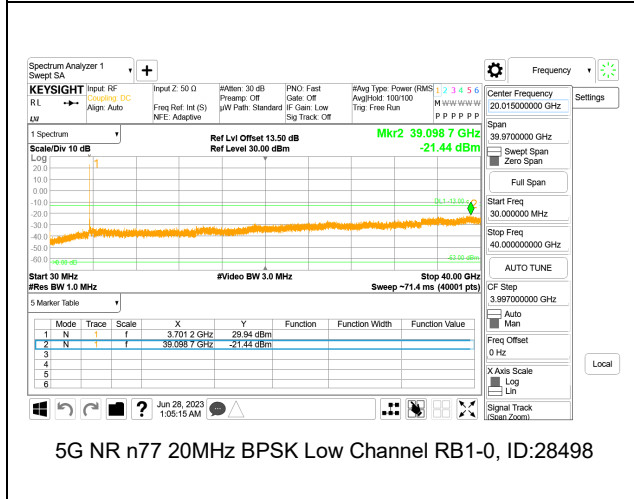 Spectrum Analyzer 1
Swept SA
+
Frequency
KEYSIGHT
Input: RF
Input Z: 50 Ω
#Atten: 30 dB
PNO: Fast
#Avg Type: Power (RMS
1 2 3 4 5 6
RL
Coupling: DC
Preamp: Off
Gate: Off
Avg|Hold: 100/100
M W W W W W
Align: Auto
Freq Ref: Int (S)
µW Path: Standard
IF Gain: Low
Trig: Free Run
LXI
NFE: Adaptive
Sig Track: Off
P P P P P P
Center Frequency
20.015000000 GHz
Settings
1 Spectrum
Ref Lvl Offset 13.50 dB
Mkr2 39.098 7 GHz
Scale/Div 10 dB
Ref Level 30.00 dBm
-21.44 dBm
Span
39.9700000 GHz
Swept Span
Zero Span
Log
1
20.0
10.0
0.00
-10.0
-20.0
-30.0
-40.0
-50.0
-60.0
DL1 -13.00
Full Span
Start Freq
30.000000 MHz
Stop Freq
40.000000000 GHz
AUTO TUNE
Start 30 MHz
#Video BW 3.0 MHz
Stop 40.00 GHz
#Res BW 1.0 MHz
Sweep ~71.4 ms (40001 pts)
CF Step
3.997000000 GHz
Auto
Man
5 Marker Table
Mode Trace Scale X Y Function Function Width Function Value
1 N 1 f 3.701 2 GHz 29.94 dBm
2 N 1 f 39.098 7 GHz -21.44 dBm
3
4
5
6
Freq Offset
0 Hz
X Axis Scale
Log
Lin
Local
Signal Track
(Span Zoom)
? Jun 28, 2023
1:05:15 AM
5G NR n77 20MHz BPSK Low Channel RB1-0, ID:28498